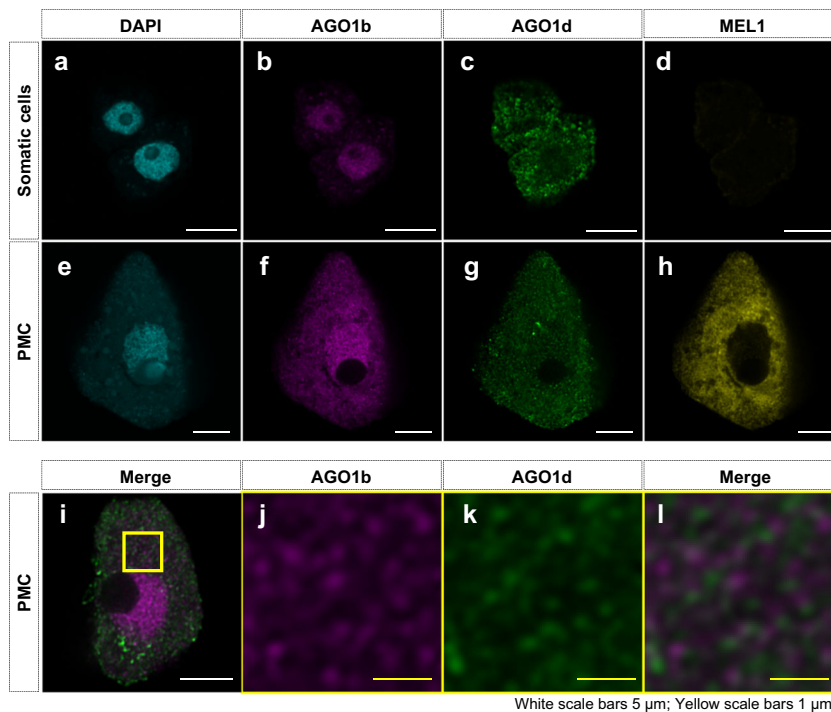 DAPI AGO1b AGO1d MEL1
Somatic cells
a b c d
PMC
e f g h
Merge AGO1b AGO1d Merge
PMC
i j k l
White scale bars 5 μm; Yellow scale bars 1 μm